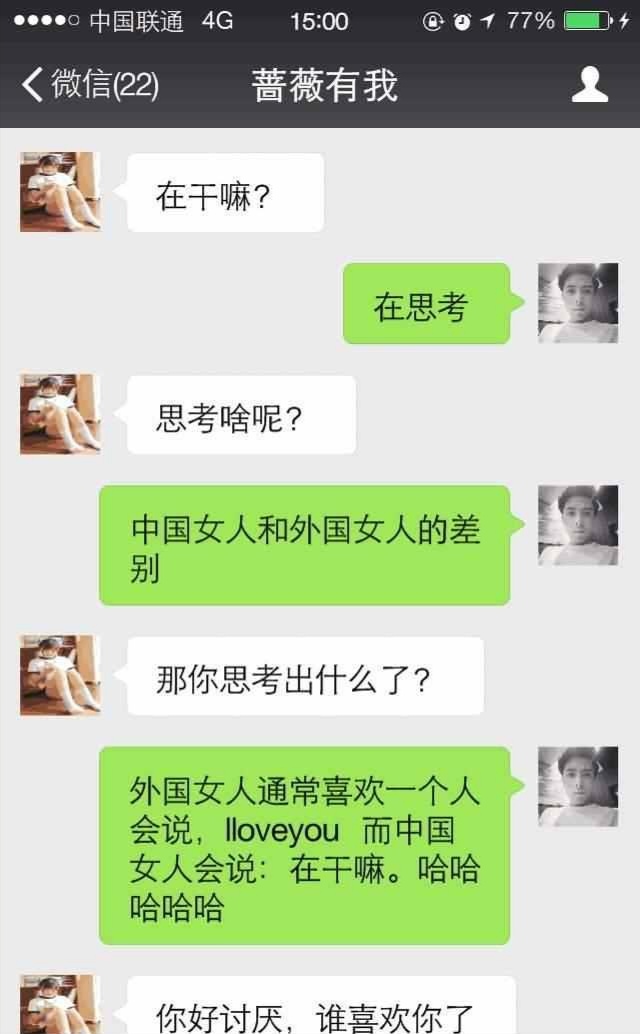 中国联通 4G 15:00 77%
微信(22) 蔷薇有我
在干嘛?
在思考
思考啥呢?
中国女人和外国女人的差
别
那你思考出什么了?
外国女人通常喜欢一个人
会说，Iloveyou 而中国
女人会说：在干嘛。哈哈
哈哈哈
你好讨厌，谁喜欢你了